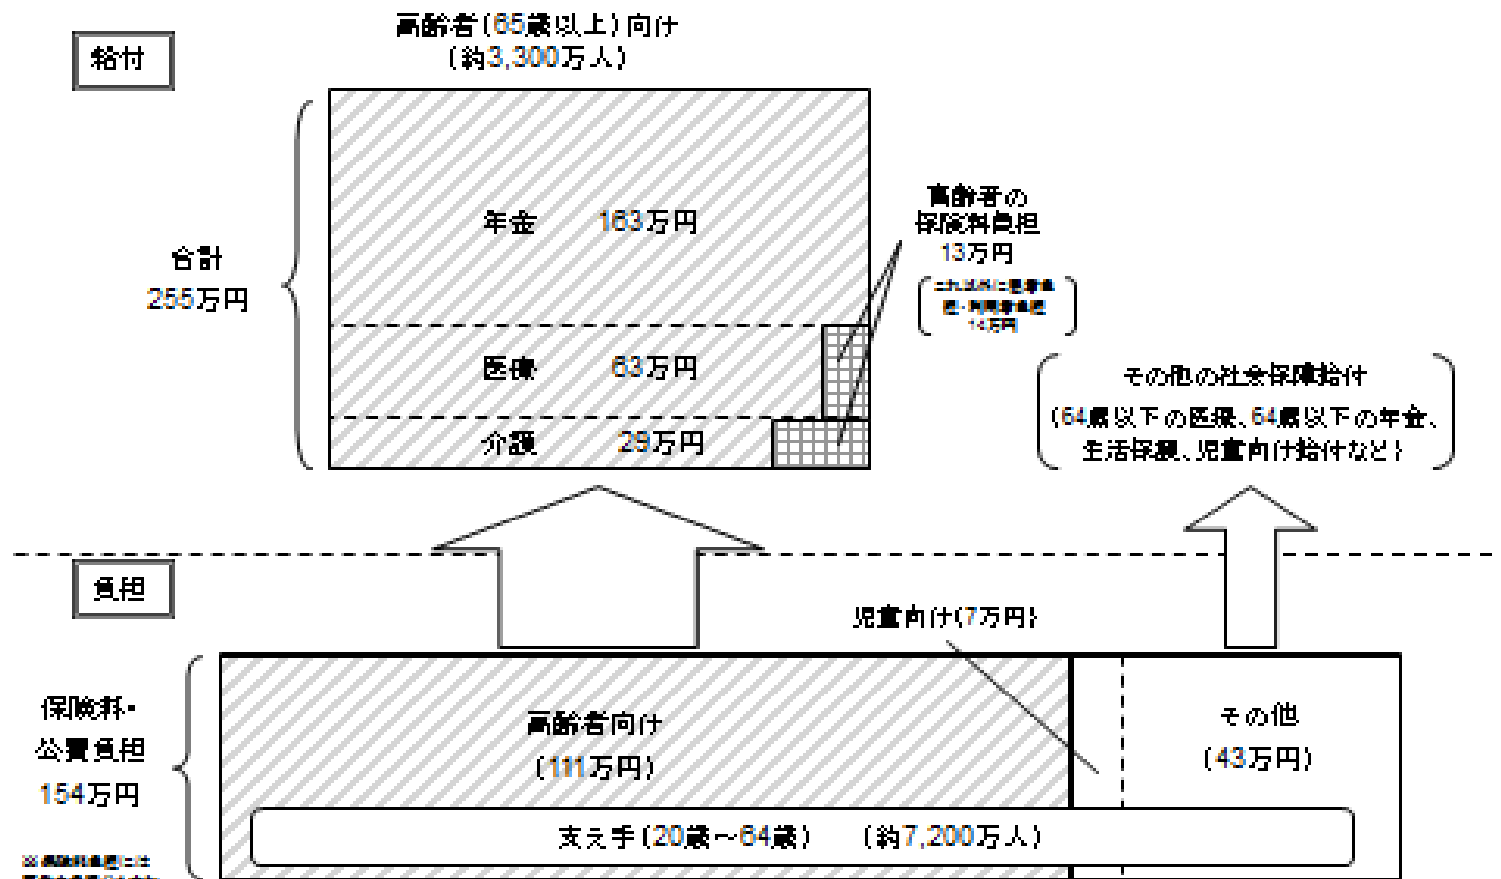 給付
高齢者(65歳以上)向け
(約3,300万人)
年金 163万円
医療 63万円
介護 29万円
合計
255万円
高齢者の
保険料負担
13万円
その他の社会保障給付
(64歳以下の医療、64歳以下の年金、
生活保護、児童向け給付など)
負担
児童向け(7万円)
保険料・
公費負担
154万円
高齢者向け
(111万円)
その他
(43万円)
支え手(20歳～64歳) (約7,200万人)